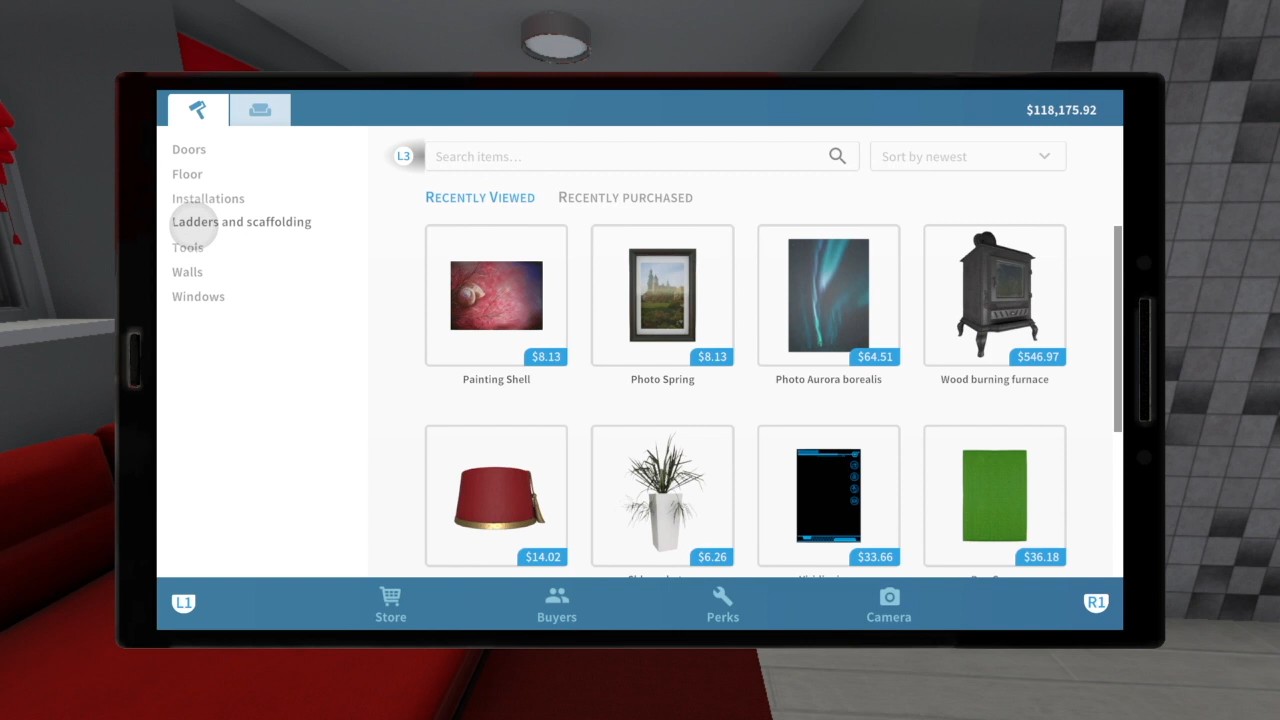 $118,175.92
Doors
Floor
Installations
Ladders and scaffolding
Tools
Walls
Windows
L3
Search items...
Sort by newest
RECENTLY VIEWED
RECENTLY PURCHASED
$8.13
$8.13
$64.51
$546.97
Painting Shell
Photo Spring
Photo Aurora borealis
Wood burning furnace
$14.02
$6.26
$33.66
$36.18
L1
Store
Buyers
Perks
Camera
R1